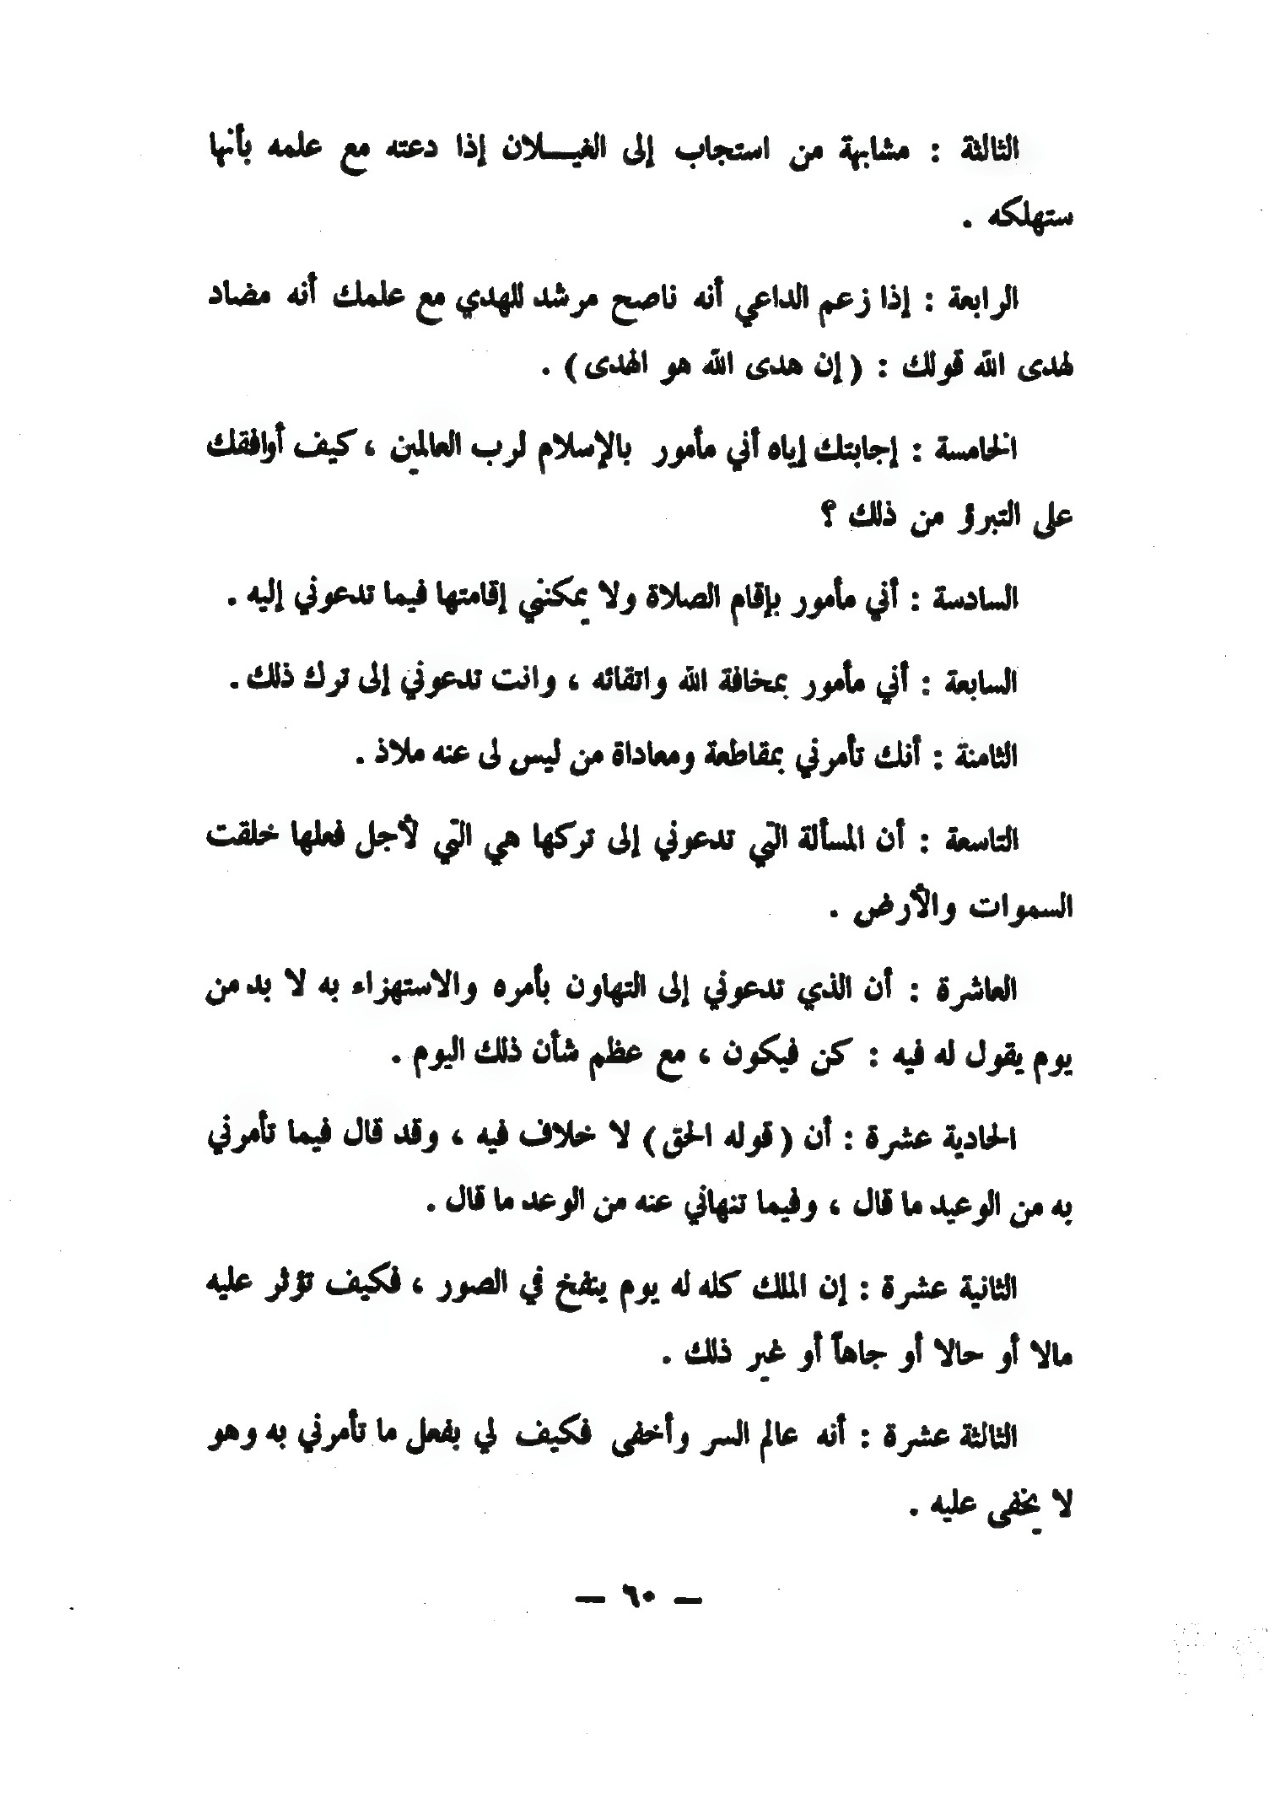 الثالثة : مشابهة من استجاب إلى الغيـــلان إذا دعته مع علمه بأنها
ستهلكه .
الرابعة : إذا زعم الداعي أنه ناصح مرشد للهدي مع علمك أنه مضاد
لهدى الله قولك : ( إن هدى الله هو الهدى ) .
الخامسة : إجابتك إياه أني مأمور بالإسلام لرب العالمين ، كيف أوافقك
على التبرؤ من ذلك ؟
السادسة : أني مأمور بإقام الصلاة ولا يمكنني إقامتها فيما تدعوني إليه .
السابعة : أني مأمور بمخافة الله واتقائه ، وانت تدعوني إلى ترك ذلك .
الثامنة : أنك تأمرني بمقاطعة ومعاداة من ليس لى عنه ملاذ .
التاسعة : أن المسألة التي تدعوني إلى تركها هي التي لأجل فعلها خلقت
السموات والأرض .
العاشرة : أن الذي تدعوني إلى التهاون بأمره والاستهزاء به لا بد من
يوم يقول له فيه : كن فيكون ، مع عظم شأن ذلك اليوم .
الحادية عشرة : أن ( قوله الحق ) لا خلاف فيه ، وقد قال فيما تأمرني
به من الوعيد ما قال ، وفيما تنهاني عنه من الوعد ما قال .
الثانية عشرة : إن الملك كله له يوم ينفخ في الصور ، فكيف تؤثر عليه
مالا أو حالا أو جاهاً أو غير ذلك .
الثالثة عشرة : أنه عالم السر وأخفى فكيف لي بفعل ما تأمرني به وهو
لا يخفى عليه .
— ٦٠ —